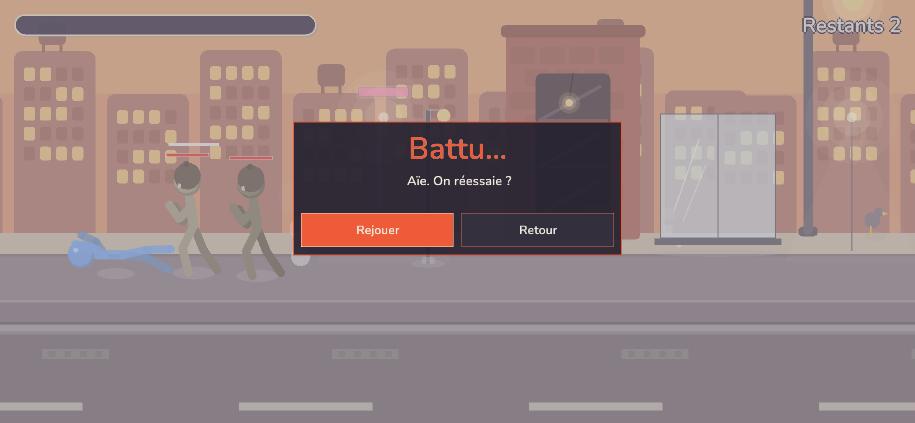 Restants 2
Battu...
Aïe. On réessaie ?
Rejouer
Retour